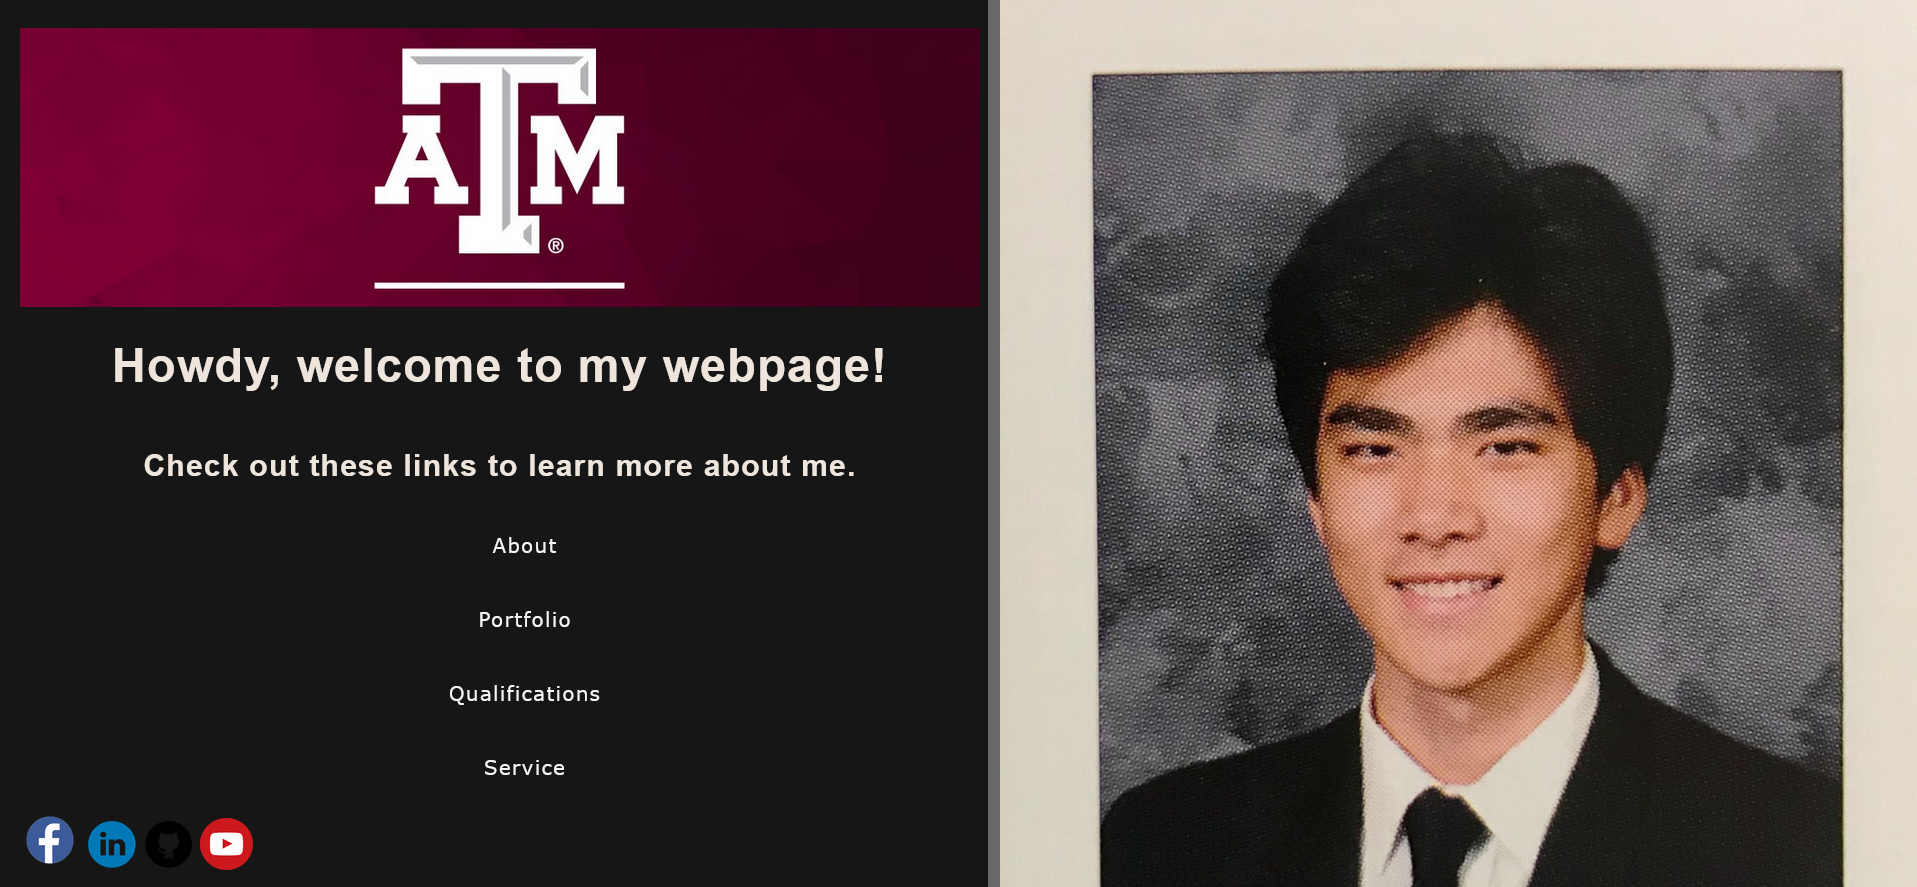 ATM®
Howdy, welcome to my webpage!
Check out these links to learn more about me.
About
Portfolio
Qualifications
Service
f
in